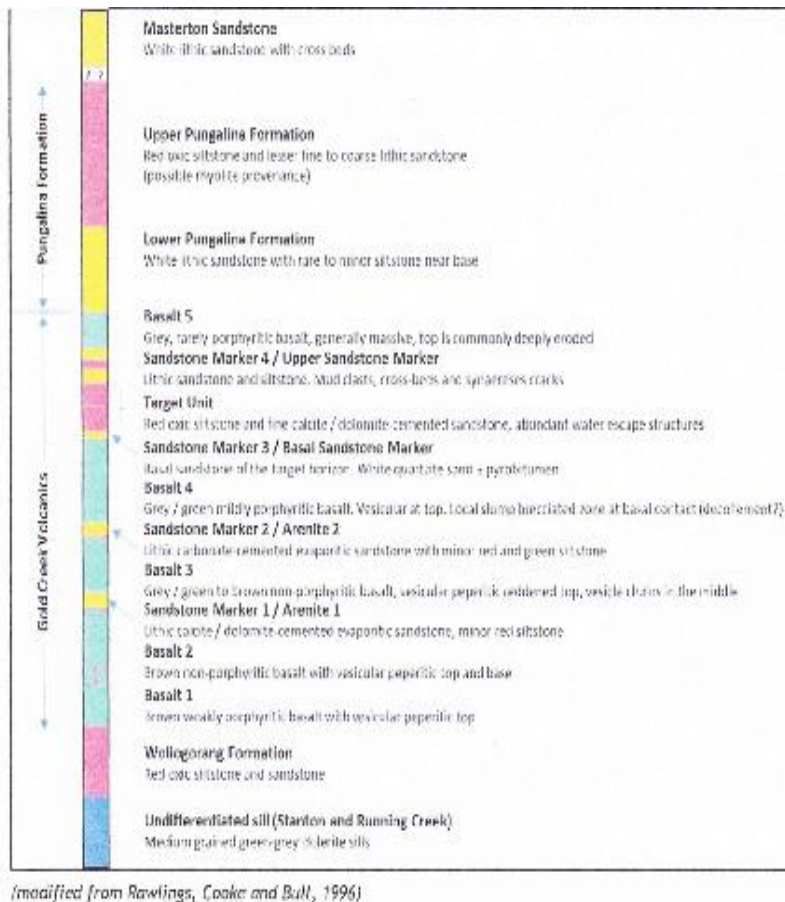 Masterton Sandstone
White lithic sandstone with cross beds
? ?
Pungalina Formation
Upper Pungalina Formation
Red oxic siltstone and lesser fine to coarse lithic sandstone
(possible rhyolite provenance)
Lower Pungalina Formation
White lithic sandstone with rare to minor siltstone near base
Gold Creek Volcanics
Basalt 5
Grey, rarely porphyritic basalt, generally massive, top is commonly deeply eroded
Sandstone Marker 4 / Upper Sandstone Marker
Lithic sandstone and siltstone. Mud clasts, cross-beds and synaereses cracks
Target Unit
Red oxic siltstone and fine calcite / dolomite-cemented sandstone, abundant water escape structures
Sandstone Marker 3 / Basal Sandstone Marker
Basal sandstone of the target horizon. White quartzite sand ± pyrobitumen
Basalt 4
Grey / green mildly porphyritic basalt. Vesicular at top. Local slump brecciated zone at basal contact (decollement?)
Sandstone Marker 2 / Arenite 2
Lithic carbonate-cemented evaporitic sandstone with minor red and green siltstone
Basalt 3
Grey / green to brown non-porphyritic basalt, vesicular peperitic reddened top, vesicle chains in the middle
Sandstone Marker 1 / Arenite 1
Lithic calcite / dolomite-cemented evaporitic sandstone, minor red siltstone
Basalt 2
Brown non-porphyritic basalt with vesicular peperitic top and base
Basalt 1
Brown weakly porphyritic basalt with vesicular peperitic top
Wollogorang Formation
Red oxic siltstone and sandstone
Undifferentiated sill (Stanton and Running Creek)
Medium grained green-grey dolerite sills
(modified from Rawlings, Cooke and Bull, 1996)